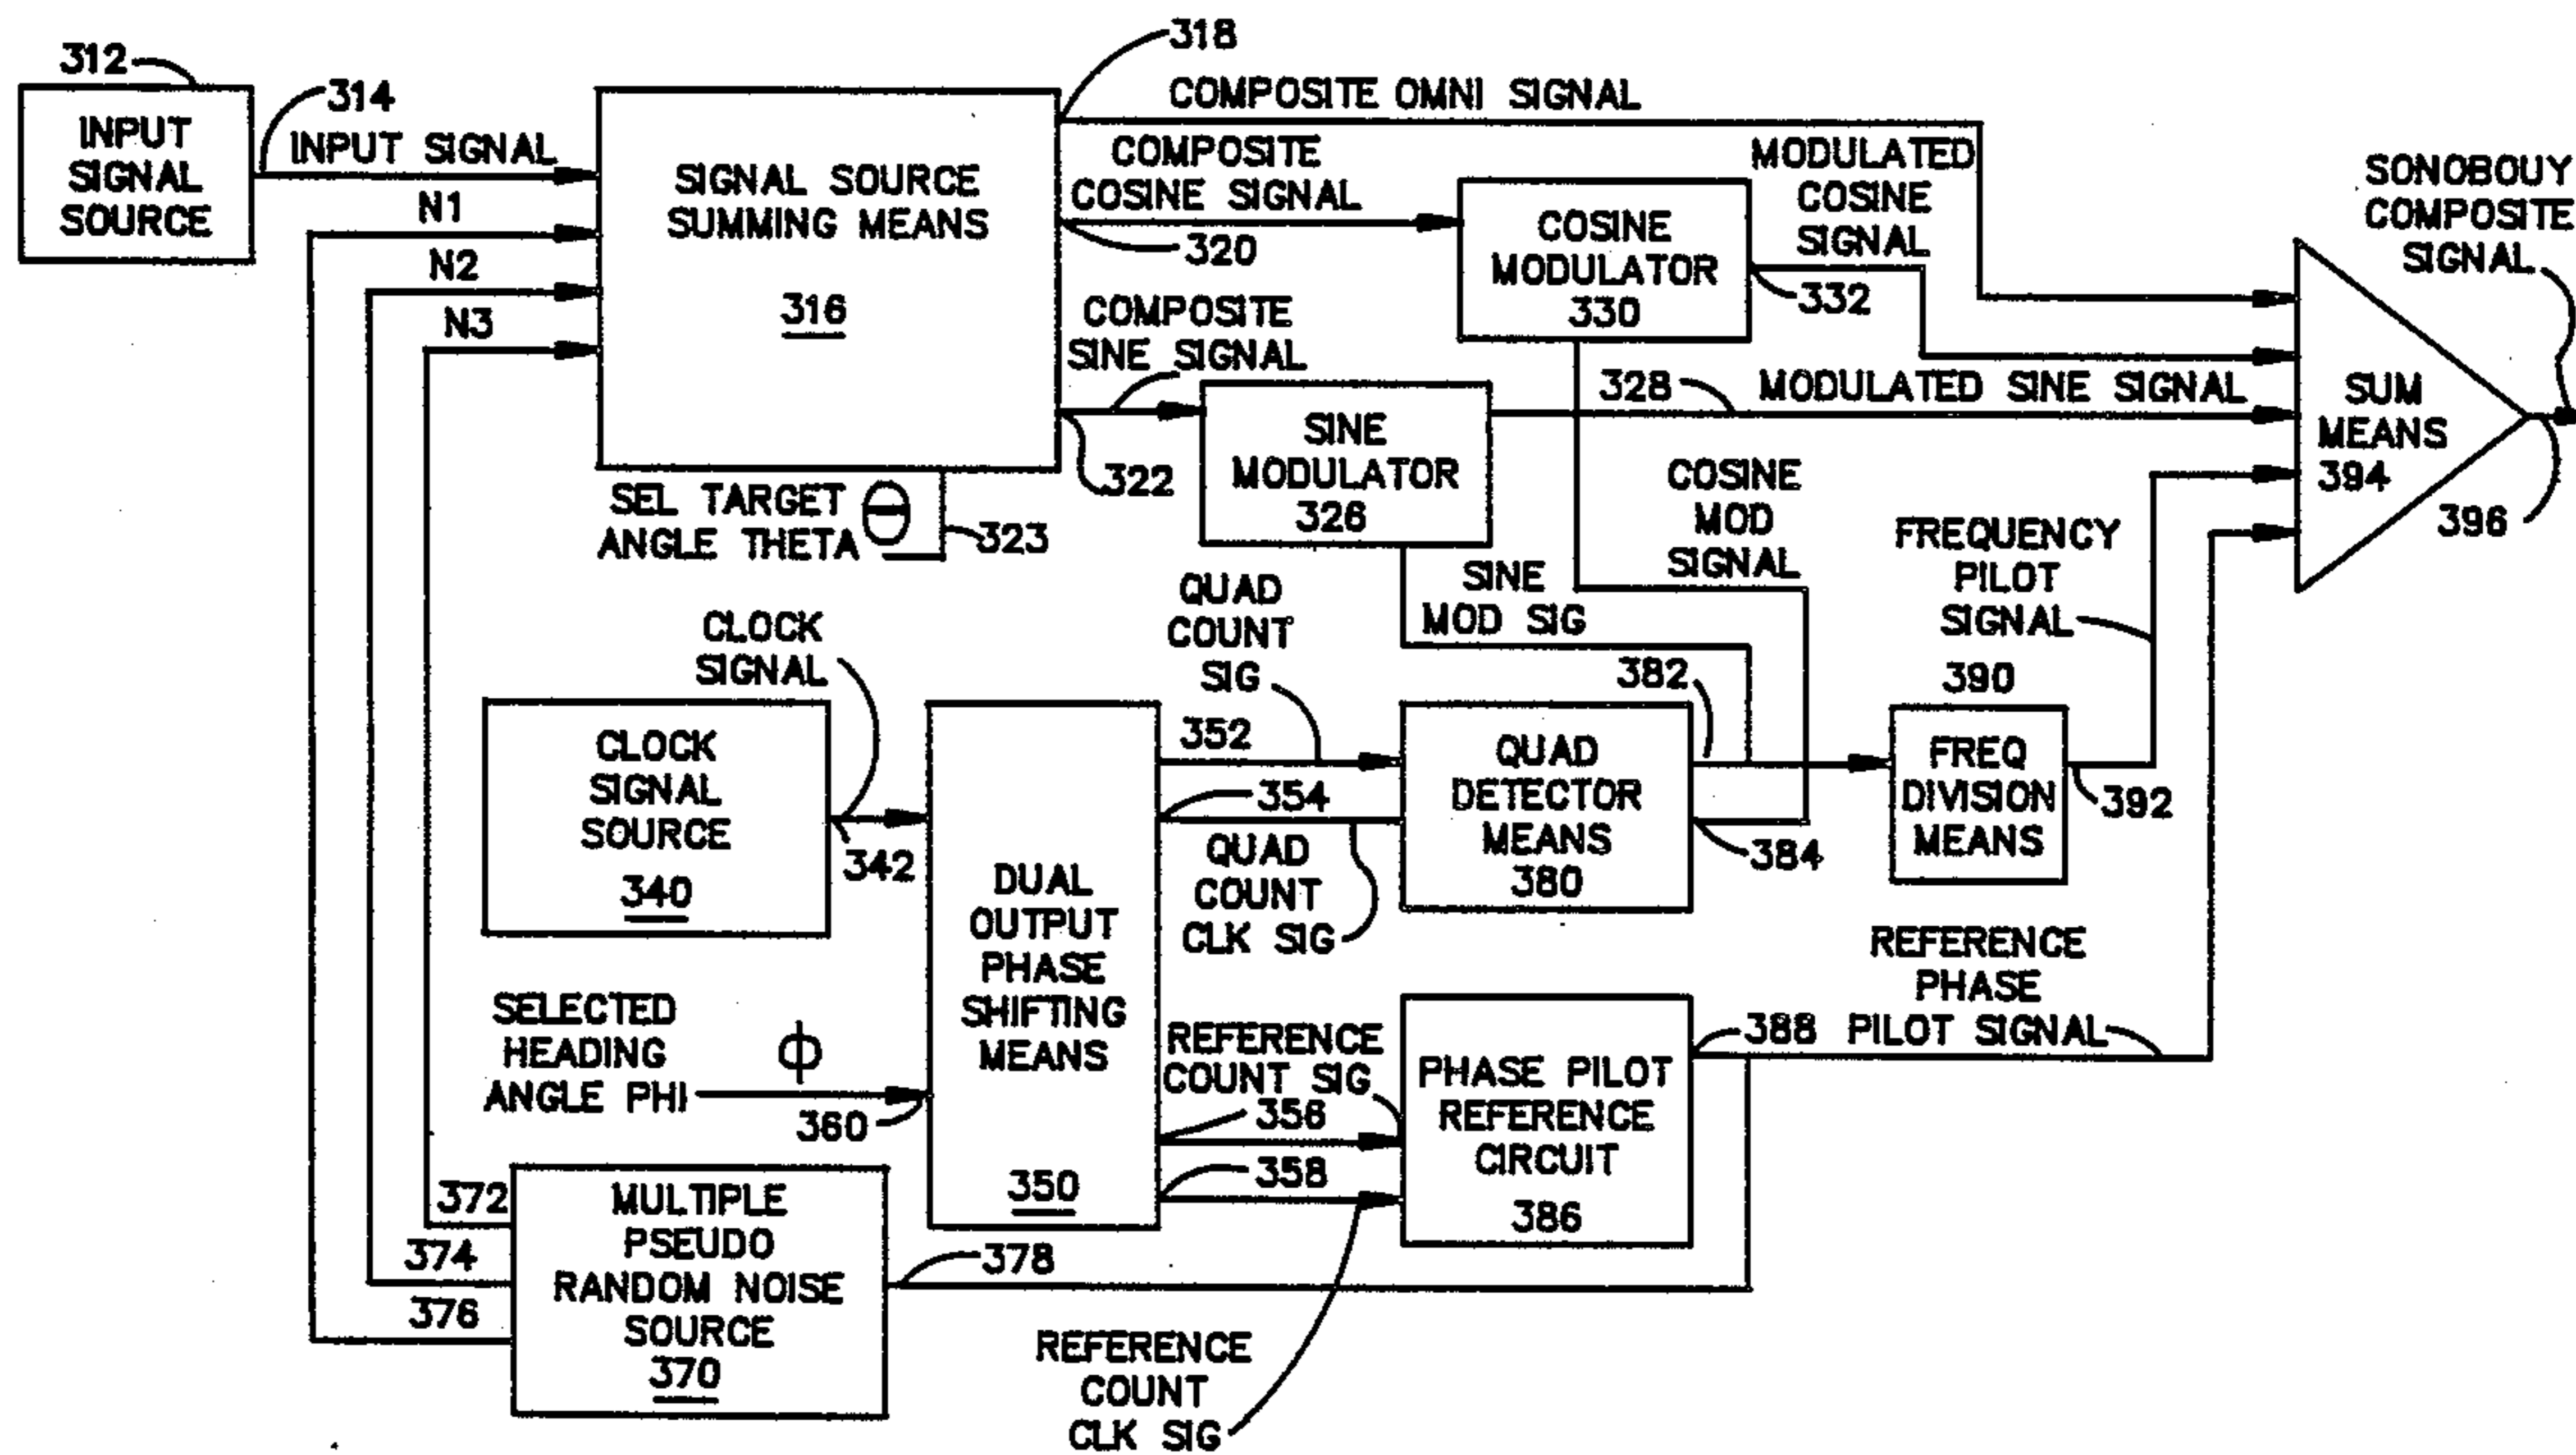 312
INPUT
SIGNAL
SOURCE
314
INPUT SIGNAL
N1
N2
N3
SIGNAL SOURCE
SUMMING MEANS
316
318
COMPOSITE OMNI SIGNAL
COMPOSITE
COSINE SIGNAL
320
COMPOSITE
SINE SIGNAL
322
SEL TARGET
ANGLE THETA
Θ
323
COSINE
MODULATOR
330
MODULATED
COSINE
SIGNAL
332
SINE
MODULATOR
326
328
MODULATED SINE SIGNAL
SONOBOUY
COMPOSITE
SIGNAL
SUM
MEANS
394
396
COSINE
MOD
SIGNAL
SINE
MOD SIG
FREQUENCY
PILOT
SIGNAL
CLOCK
SIGNAL
CLOCK
SIGNAL
SOURCE
340
342
QUAD
COUNT
SIG
352
354
QUAD
COUNT
CLK SIG
DUAL
OUTPUT
PHASE
SHIFTING
MEANS
350
QUAD
DETECTOR
MEANS
380
382
384
390
FREQ
DIVISION
MEANS
392
SELECTED
HEADING
ANGLE PHI
Φ
360
REFERENCE
COUNT SIG
356
358
PHASE PILOT
REFERENCE
CIRCUIT
386
REFERENCE
PHASE
388 PILOT SIGNAL
372
374
376
MULTIPLE
PSEUDO
RANDOM NOISE
SOURCE
370
378
REFERENCE
COUNT
CLK SIG